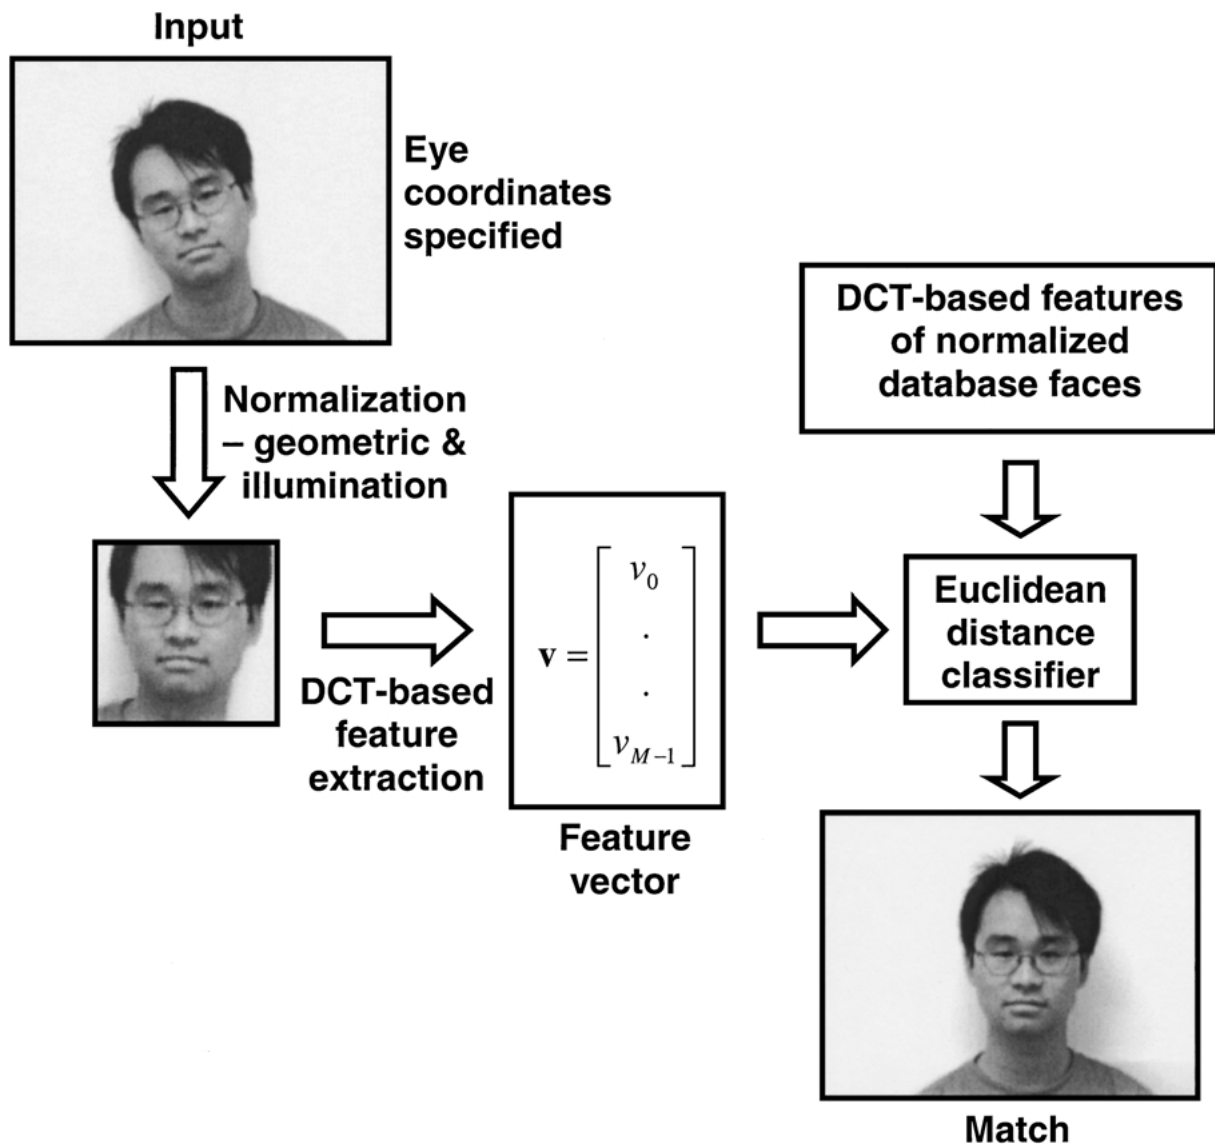 Input
Eye
coordinates
specified
Normalization
– geometric &
illumination
DCT-based
feature
extraction
v = [ v0
.
.
vM−1 ]
Feature
vector
DCT-based features
of normalized
database faces
Euclidean
distance
classifier
Match